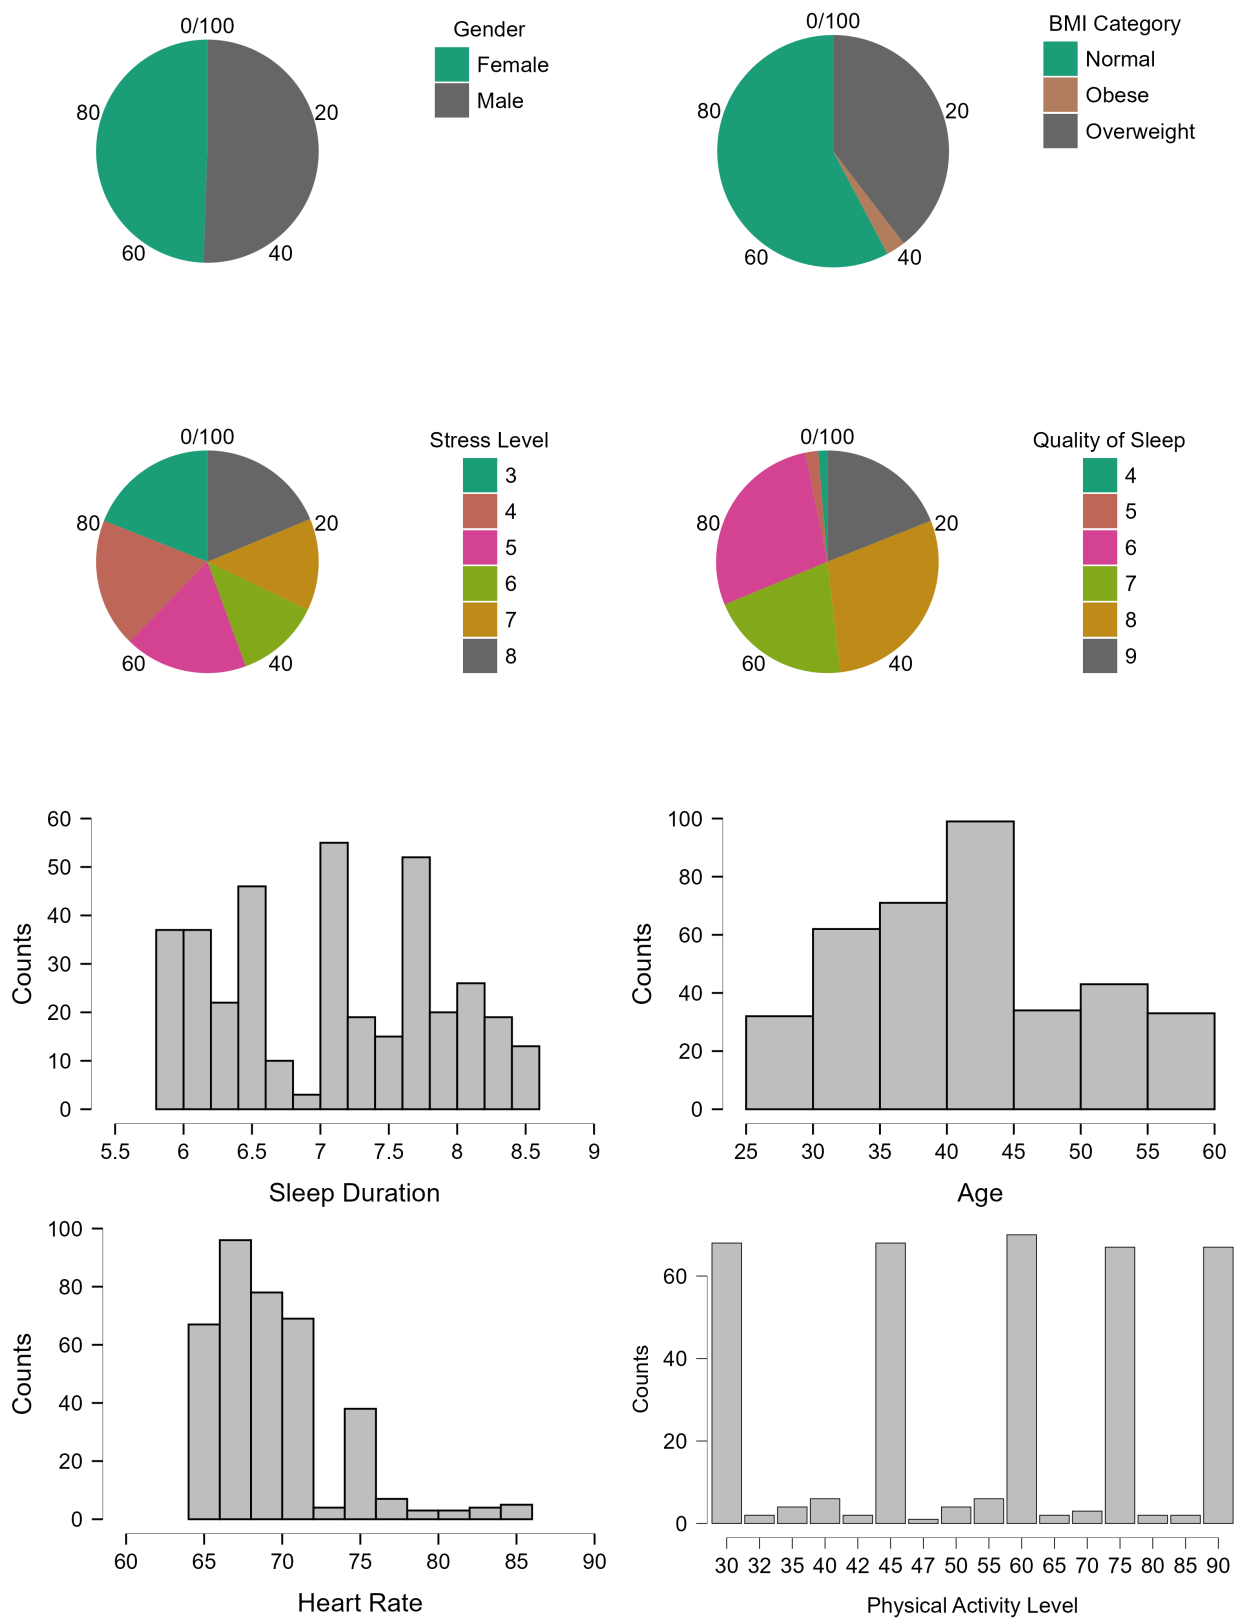 0/100
20
40
60
80
Gender
Female
Male
0/100
20
40
60
80
BMI Category
Normal
Obese
Overweight
0/100
20
40
60
80
Stress Level
3
4
5
6
7
8
0/100
20
40
60
80
Quality of Sleep
4
5
6
7
8
9
60
50
40
30
20
10
0
Counts
5.5 6 6.5 7 7.5 8 8.5 9
Sleep Duration
100
80
60
40
20
0
Counts
25 30 35 40 45 50 55 60
Age
100
80
60
40
20
0
Counts
60 65 70 75 80 85 90
Heart Rate
60
40
20
0
Counts
30 32 35 40 42 45 47 50 55 60 65 70 75 80 85 90
Physical Activity Level